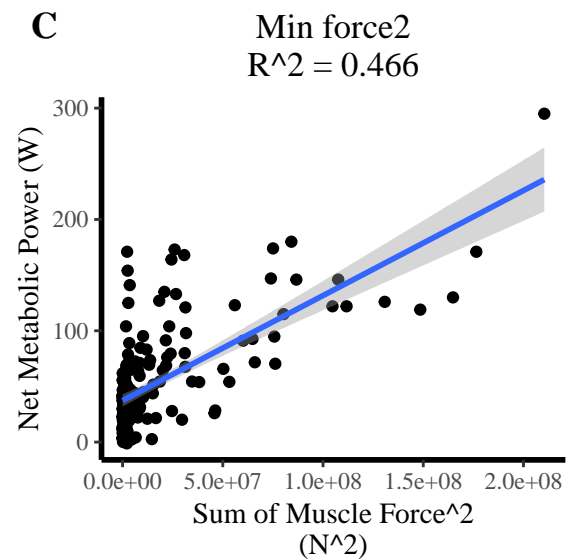 C
Min force2
R^2 = 0.466
Net Metabolic Power (W)
300
200
100
0
0.0e+00 5.0e+07 1.0e+08 1.5e+08 2.0e+08
Sum of Muscle Force^2
(N^2)